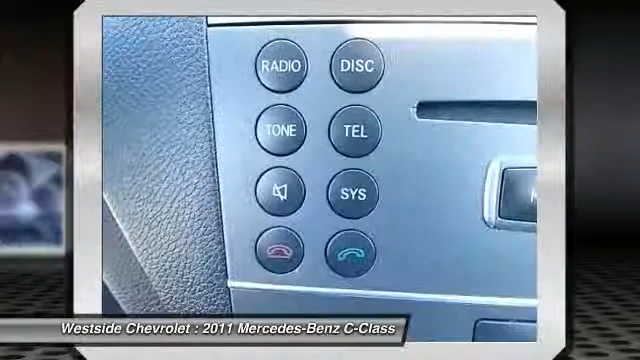 RADIO DISC
TONE TEL
SYS
Westside Chevrolet : 2011 Mercedes-Benz C-Class